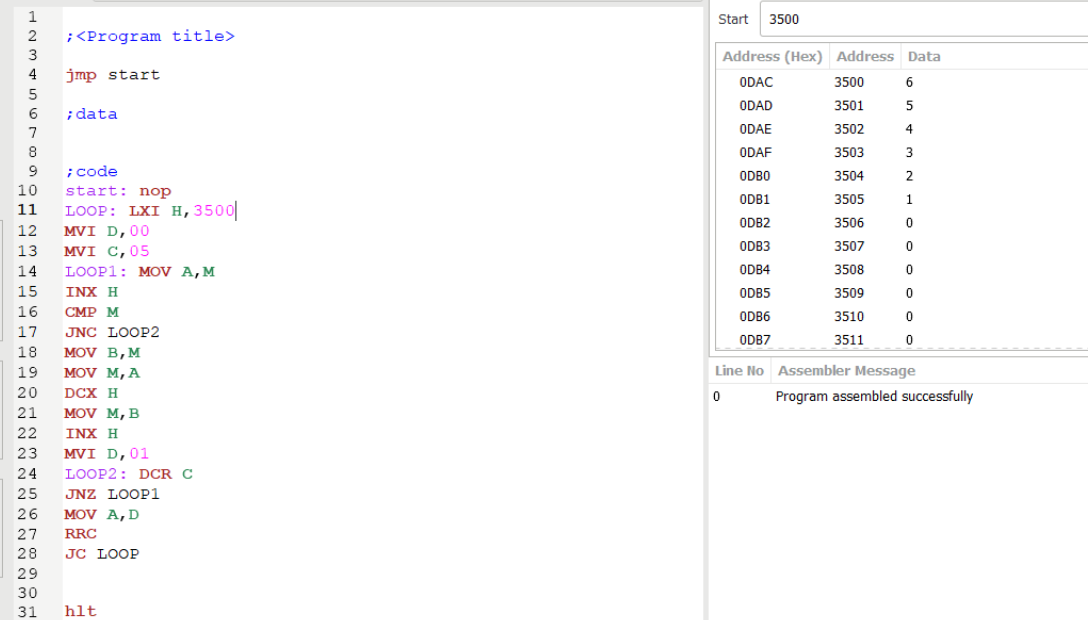 1
2 ;<Program title>
3
4 jmp start
5
6 ;data
7
8
9 ;code
10 start: nop
11 LOOP: LXI H,3500
12 MVI D,00
13 MVI C,05
14 LOOP1: MOV A,M
15 INX H
16 CMP M
17 JNC LOOP2
18 MOV B,M
19 MOV M,A
20 DCX H
21 MOV M,B
22 INX H
23 MVI D,01
24 LOOP2: DCR C
25 JNZ LOOP1
26 MOV A,D
27 RRC
28 JC LOOP
29
30
31 hlt
Start 3500
Address (Hex) Address Data
0DAC 3500 6
0DAD 3501 5
0DAE 3502 4
0DAF 3503 3
0DB0 3504 2
0DB1 3505 1
0DB2 3506 0
0DB3 3507 0
0DB4 3508 0
0DB5 3509 0
0DB6 3510 0
0DB7 3511 0
Line No Assembler Message
0 Program assembled successfully